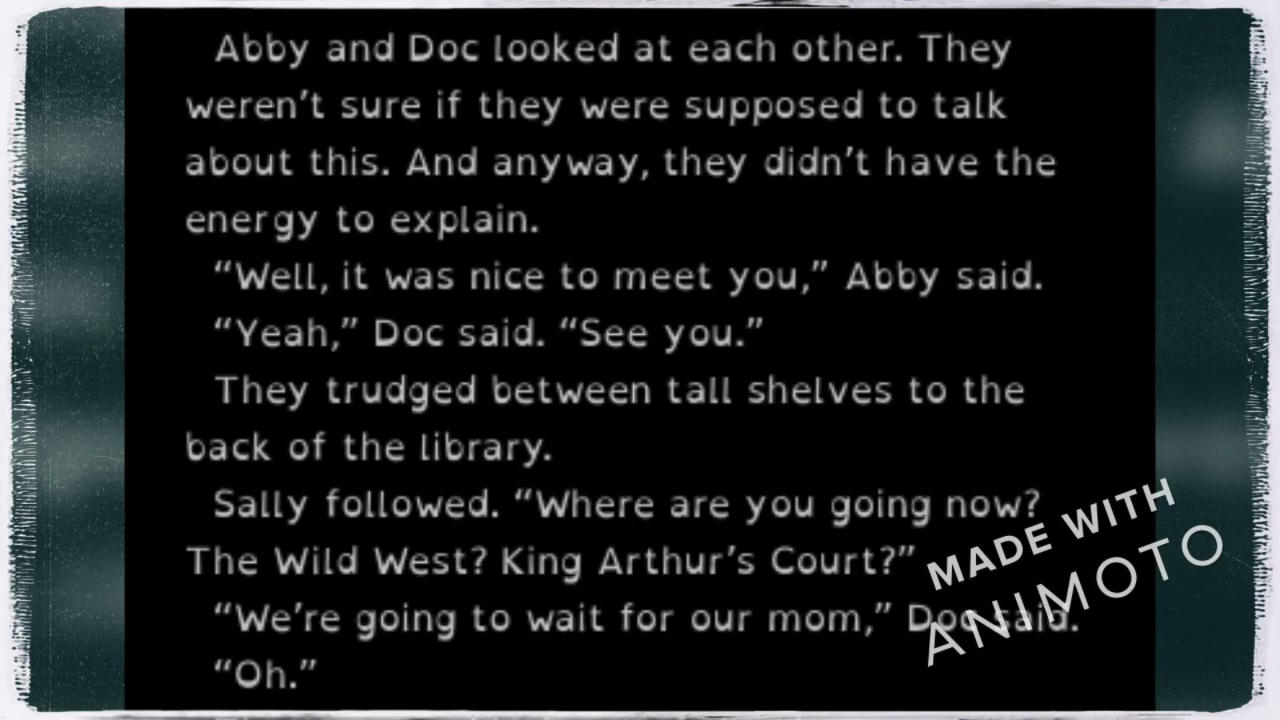 Abby and Doc looked at each other. They
weren't sure if they were supposed to talk
about this. And anyway, they didn't have the
energy to explain.
“Well, it was nice to meet you,” Abby said.
“Yeah,” Doc said. “See you.”
They trudged between tall shelves to the
back of the library.
Sally followed. “Where are you going now?
The Wild West? King Arthur's Court?”
“We're going to wait for our mom,” Doc said.
“Oh.”
MADE WITH
ANIMOTO